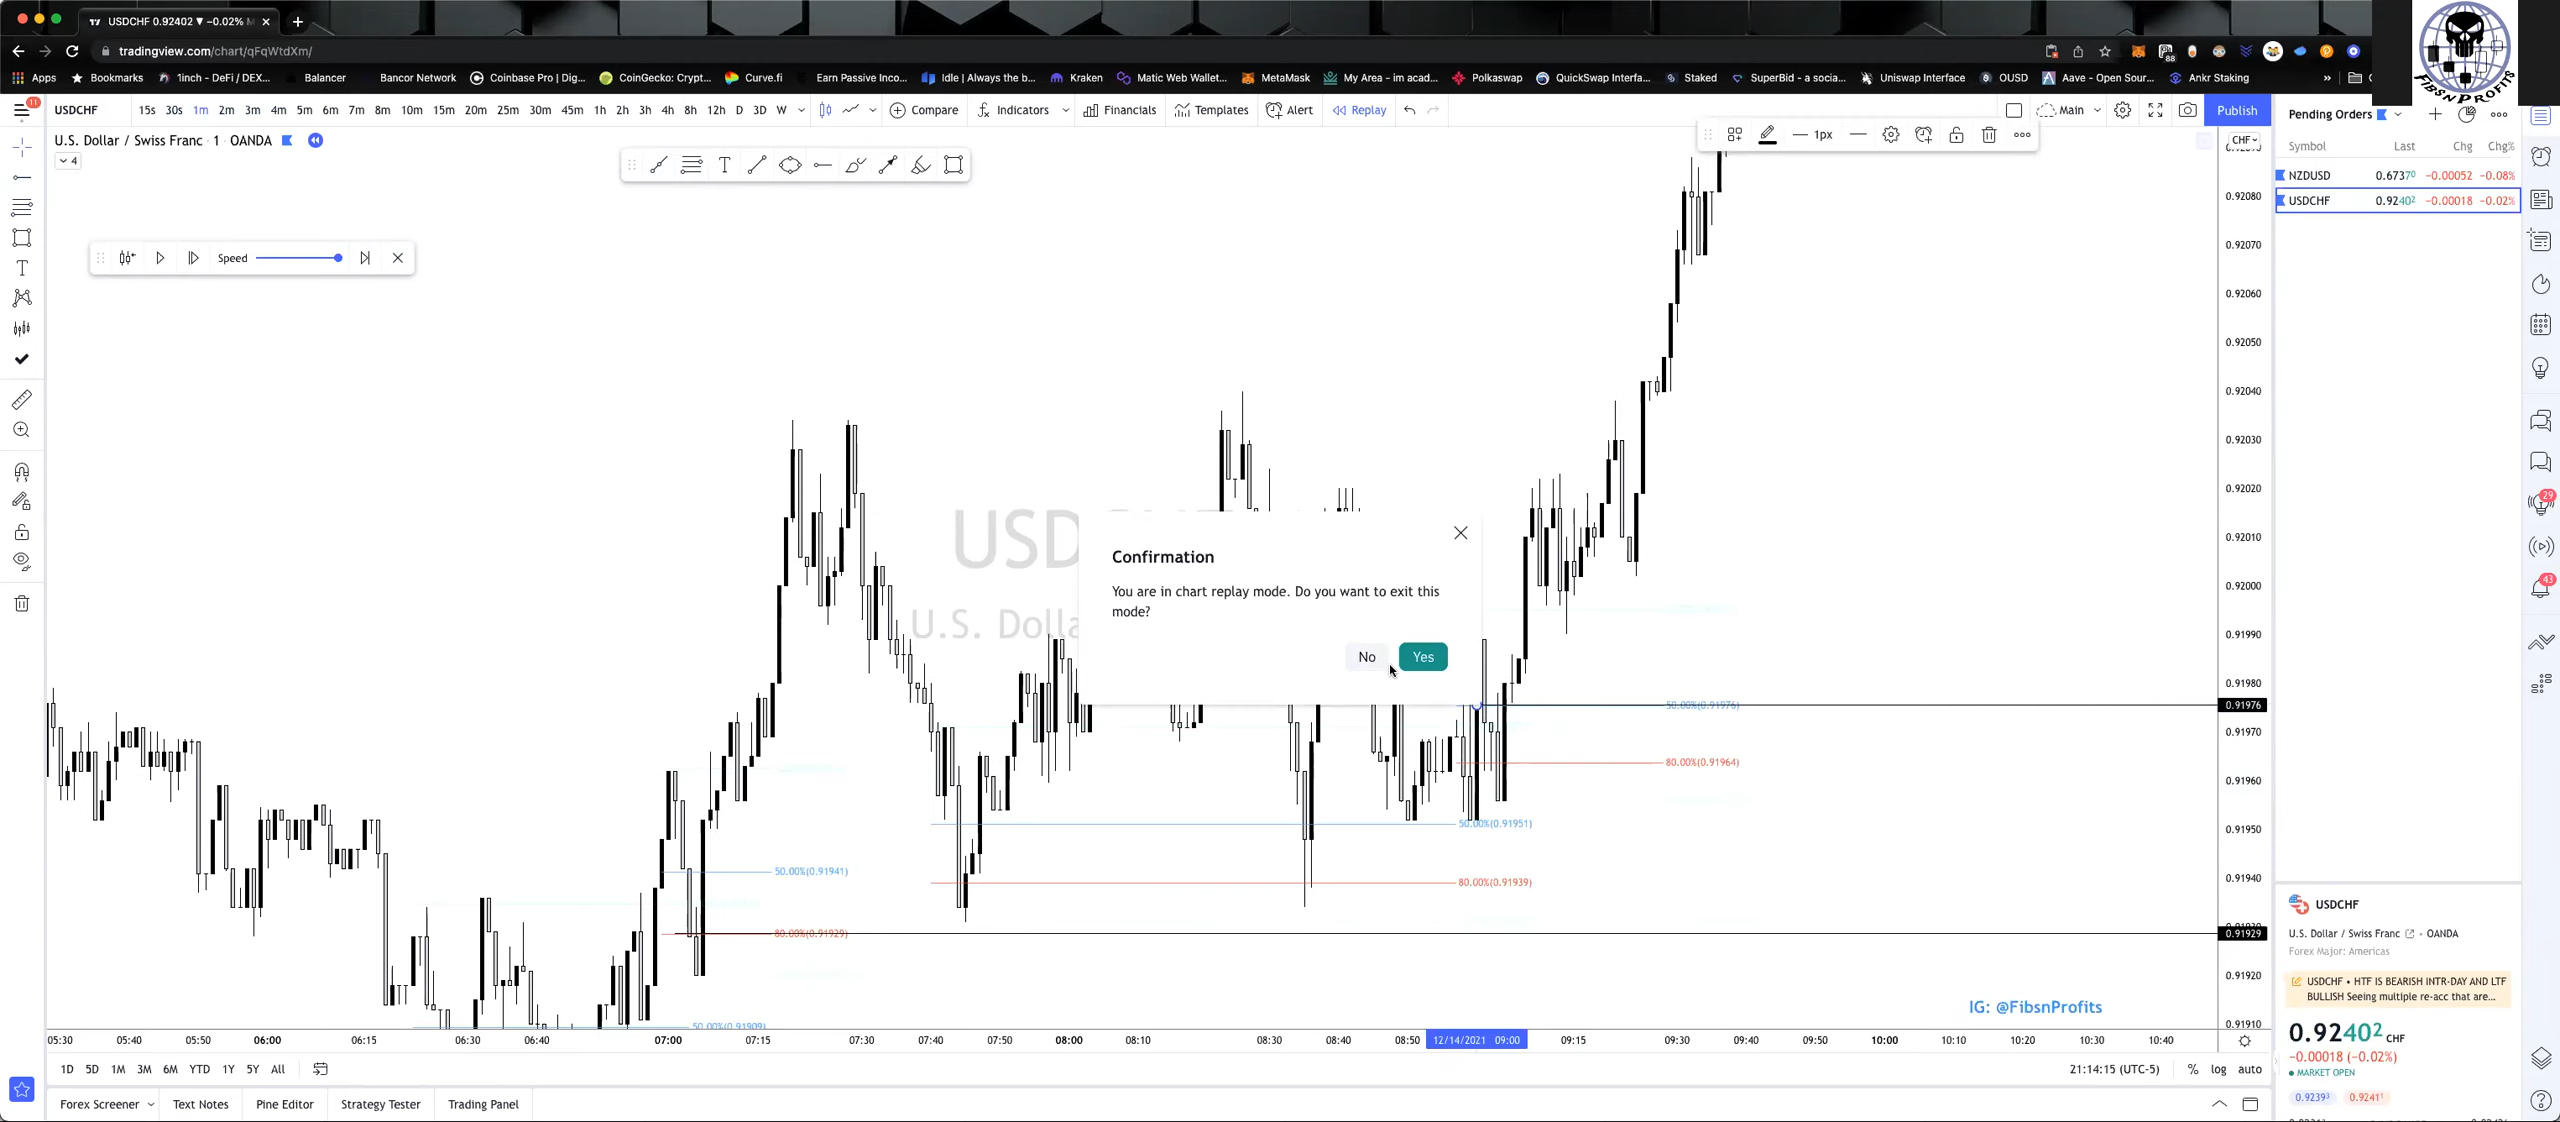 USDCHF 0.92402 ▼ −0.02% M
tradingview.com/chart/qFqWtdXm/
Apps
Bookmarks
1inch - DeFi / DEX...
Balancer
Bancor Network
Coinbase Pro | Dig...
CoinGecko: Crypt...
Curve.fi
Earn Passive Inco...
Idle | Always the b...
Kraken
Matic Web Wallet...
MetaMask
My Area – im acad...
Polkaswap
QuickSwap Interfa...
Staked
SuperBid – a socia...
Uniswap Interface
OUSD
Aave - Open Sour...
Ankr Staking
88
FIBSNPROFITS
11
USDCHF 15s 30s 1m 2m 3m 4m 5m 6m 7m 8m 10m 15m 20m 25m 30m 45m 1h 2h 3h 4h 8h 12h D 3D W
Compare Indicators Financials Templates Alert Replay
Main
Publish
U.S. Dollar / Swiss Franc · 1 · OANDA
4
1px
CHF
Speed
USD
U.S. Dolla
Confirmation
You are in chart replay mode. Do you want to exit this
mode?
No Yes
0.92080
0.92070
0.92060
0.92050
0.92040
0.92030
0.92020
0.92010
0.92000
0.91990
0.91980
0.91976
0.91970
0.91960
0.91950
0.91940
0.91929
0.91920
0.91910
50.00%(0.91976)
80.00%(0.91964)
50.00%(0.91951)
50.00%(0.91941)
80.00%(0.91939)
80.00%(0.91929)
50.00%(0.91909)
IG: @FibsnProfits
05:30 05:40 05:50 06:00 06:15 06:30 06:40 07:00 07:15 07:30 07:40 07:50 08:00 08:10 08:30 08:40 08:50 12/14/2021 09:00 09:15 09:30 09:40 09:50 10:00 10:10 10:20 10:30 10:40
1D 5D 1M 3M 6M YTD 1Y 5Y All
21:14:15 (UTC-5) % log auto
Forex Screener Text Notes Pine Editor Strategy Tester Trading Panel
Pending Orders
Symbol Last Chg Chg%
NZDUSD 0.67370 −0.00052 −0.08%
USDCHF 0.92402 −0.00018 −0.02%
29
43
USDCHF
U.S. Dollar / Swiss Franc • OANDA
Forex Major: Americas
USDCHF • HTF IS BEARISH INTR-DAY AND LTF
BULLISH Seeing multiple re-acc that are...
0.92402 CHF
−0.00018 (−0.02%)
MARKET OPEN
0.92393 0.92411